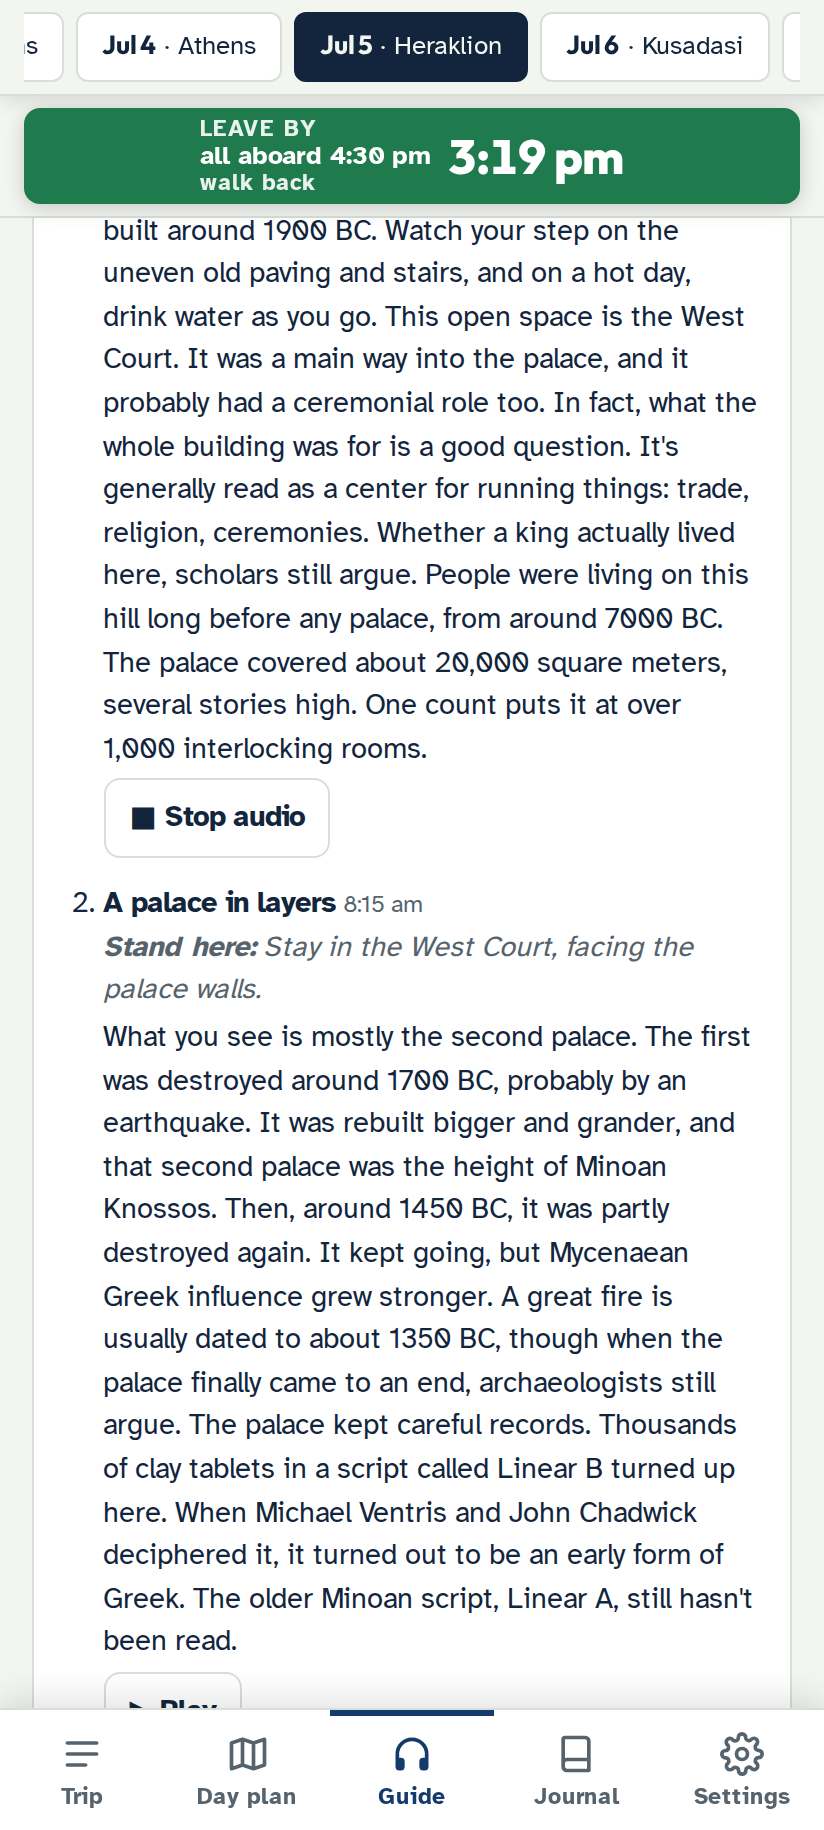 Jul 4 · Athens
Jul 5 · Heraklion
Jul 6 · Kusadasi
LEAVE BY
all aboard 4:30 pm
walk back
3:19 pm
built around 1900 BC. Watch your step on the
uneven old paving and stairs, and on a hot day,
drink water as you go. This open space is the West
Court. It was a main way into the palace, and it
probably had a ceremonial role too. In fact, what the
whole building was for is a good question. It's
generally read as a center for running things: trade,
religion, ceremonies. Whether a king actually lived
here, scholars still argue. People were living on this
hill long before any palace, from around 7000 BC.
The palace covered about 20,000 square meters,
several stories high. One count puts it at over
1,000 interlocking rooms.
Stop audio
2. A palace in layers 8:15 am
Stand here: Stay in the West Court, facing the
palace walls.
What you see is mostly the second palace. The first
was destroyed around 1700 BC, probably by an
earthquake. It was rebuilt bigger and grander, and
that second palace was the height of Minoan
Knossos. Then, around 1450 BC, it was partly
destroyed again. It kept going, but Mycenaean
Greek influence grew stronger. A great fire is
usually dated to about 1350 BC, though when the
palace finally came to an end, archaeologists still
argue. The palace kept careful records. Thousands
of clay tablets in a script called Linear B turned up
here. When Michael Ventris and John Chadwick
deciphered it, it turned out to be an early form of
Greek. The older Minoan script, Linear A, still hasn't
been read.
Play
Trip
Day plan
Guide
Journal
Settings